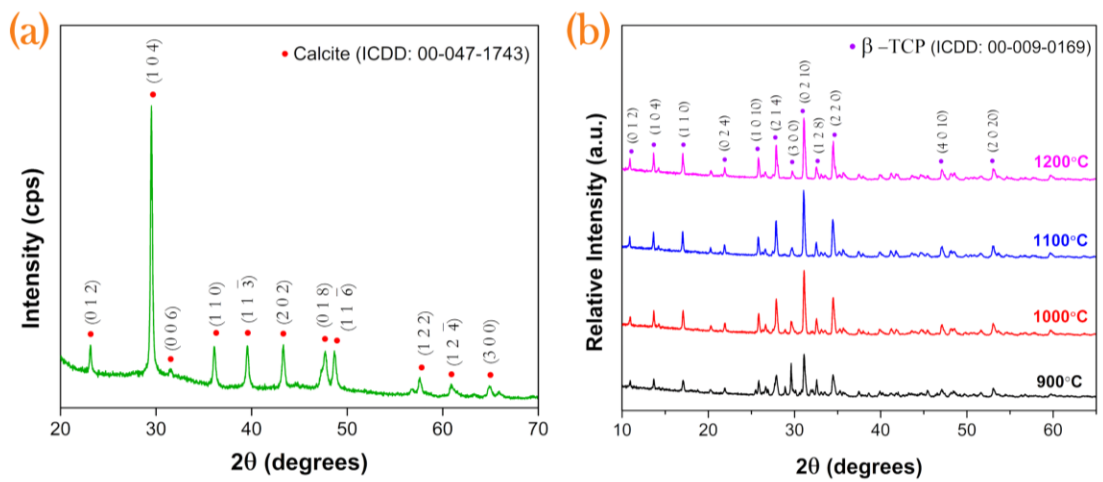 (a)
Calcite (ICDD: 00-047-1743)
(0 1 2)
(1 0 4)
(0 0 6)
(1 1 0)
(1 1 3̄)
(2 0 2)
(0 1 8)
(1 1 6̄)
(1 2 2)
(1 2 4̄)
(3 0 0)
Intensity (cps)
20 30 40 50 60 70
2θ (degrees)
(b)
β –TCP (ICDD: 00-009-0169)
(0 1 2)
(1 0 4)
(1 1 0)
(0 2 4)
(1 0 10)
(2 1 4)
(3 0 0)
(0 2 10)
(1 2 8)
(2 2 0)
(4 0 10)
(2 0 20)
1200°C
1100°C
1000°C
900°C
Relative Intensity (a.u.)
10 20 30 40 50 60
2θ (degrees)